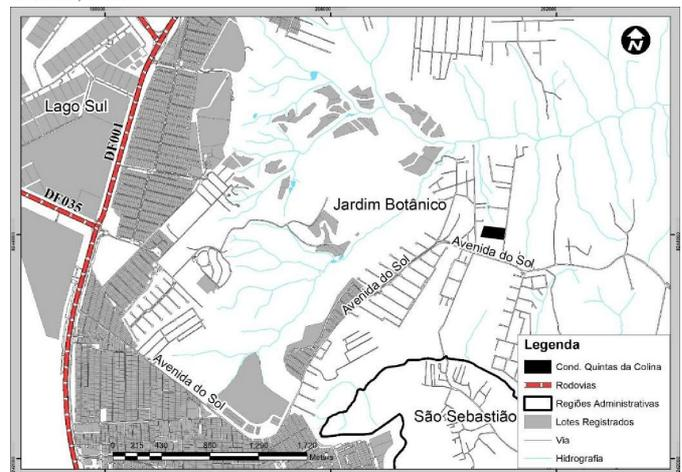 Lago Sul
DF001
DF035
Jardim Botânico
Avenida do Sol
Avenida do Sol
Avenida do Sol
São Sebastião
N
Legenda
Cond. Quintas da Colina
Rodovias
Regiões Administrativas
Lotes Registrados
Via
Hidrografia
0 215 430 860 1.290 1.720
Meters